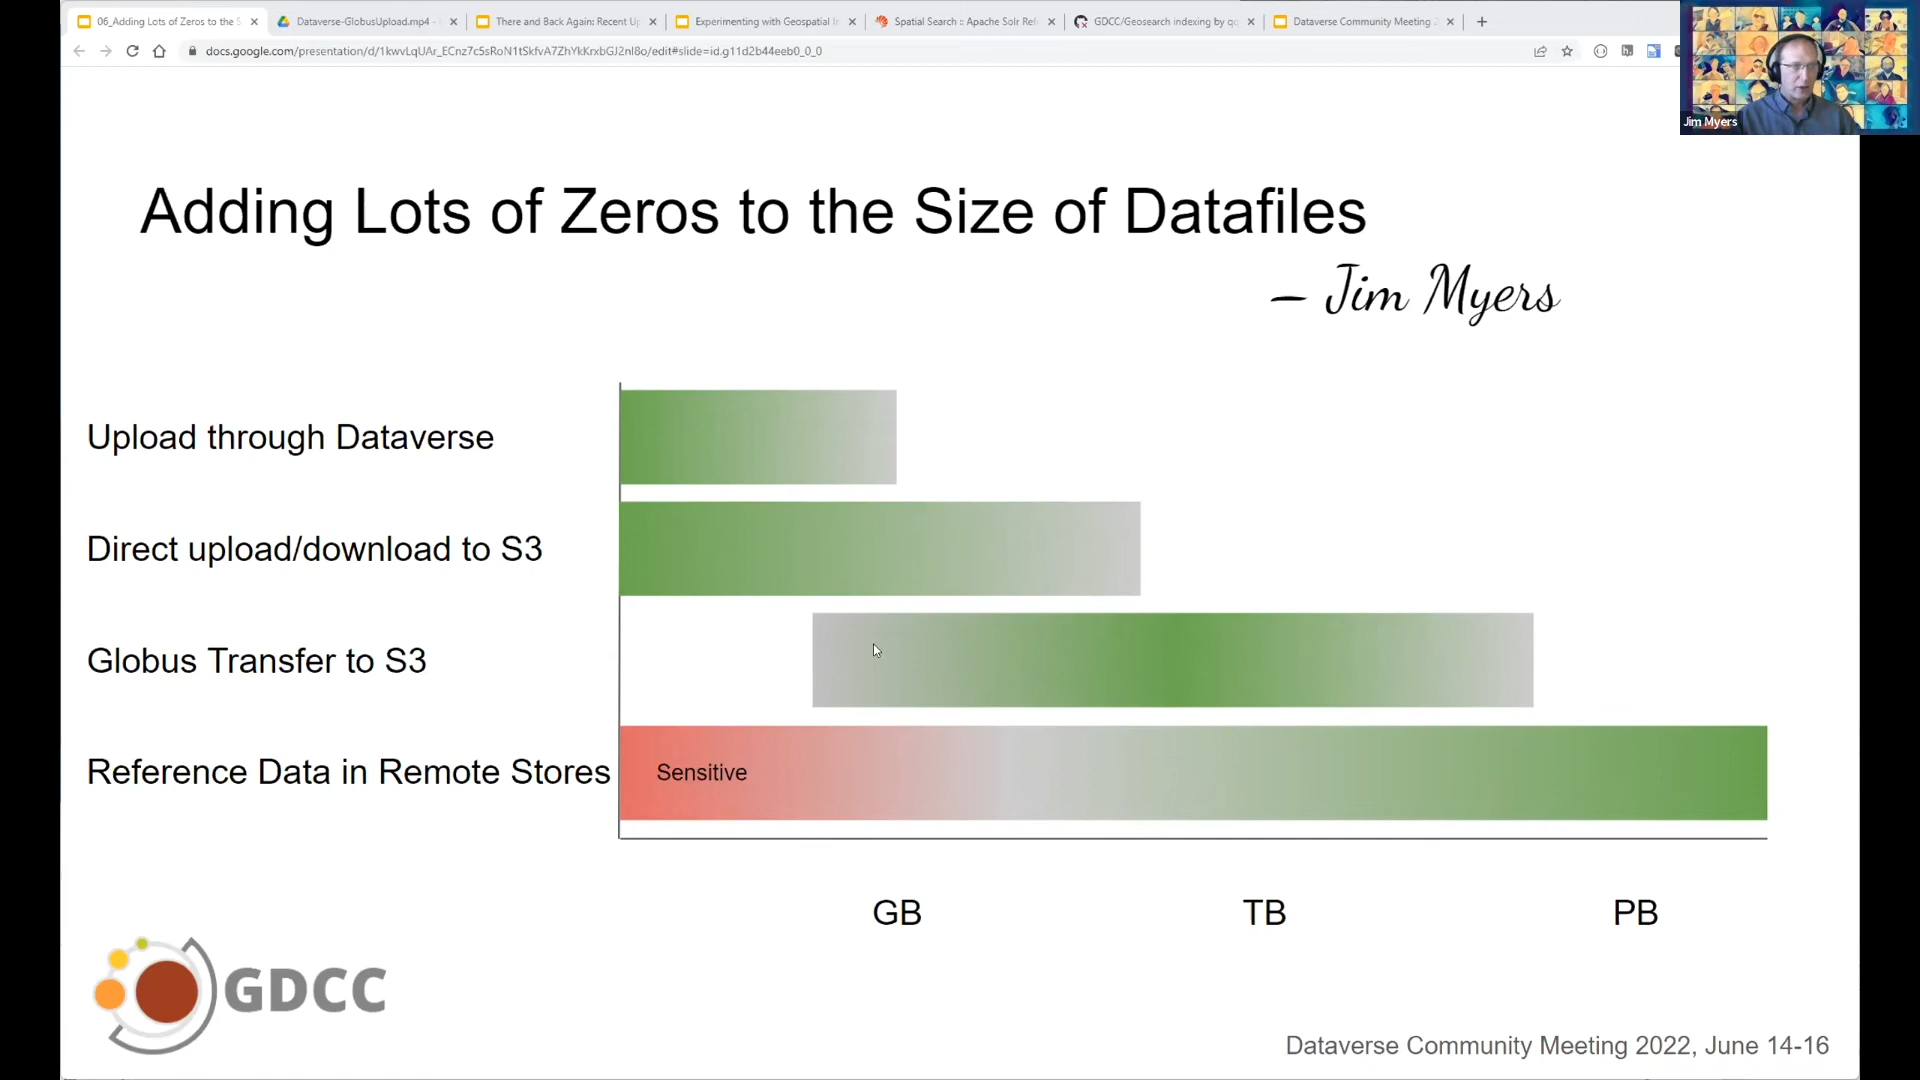 06_Adding Lots of Zeros to the S
Dataverse-GlobusUpload.mp4 -
There and Back Again: Recent Up
Experimenting with Geospatial In
Spatial Search :: Apache Solr Refe
GDCC/Geosearch indexing by qq
Dataverse Community Meeting 2
docs.google.com/presentation/d/1kwvLqUAr_ECnz7c5sRoN1tSkfvA7ZhYkKrxbGJ2nl8o/edit#slide=id.g11d2b44eeb0_0_0
Jim Myers
Adding Lots of Zeros to the Size of Datafiles
– Jim Myers
Upload through Dataverse
Direct upload/download to S3
Globus Transfer to S3
Reference Data in Remote Stores
Sensitive
GB TB PB
GDCC
Dataverse Community Meeting 2022, June 14-16